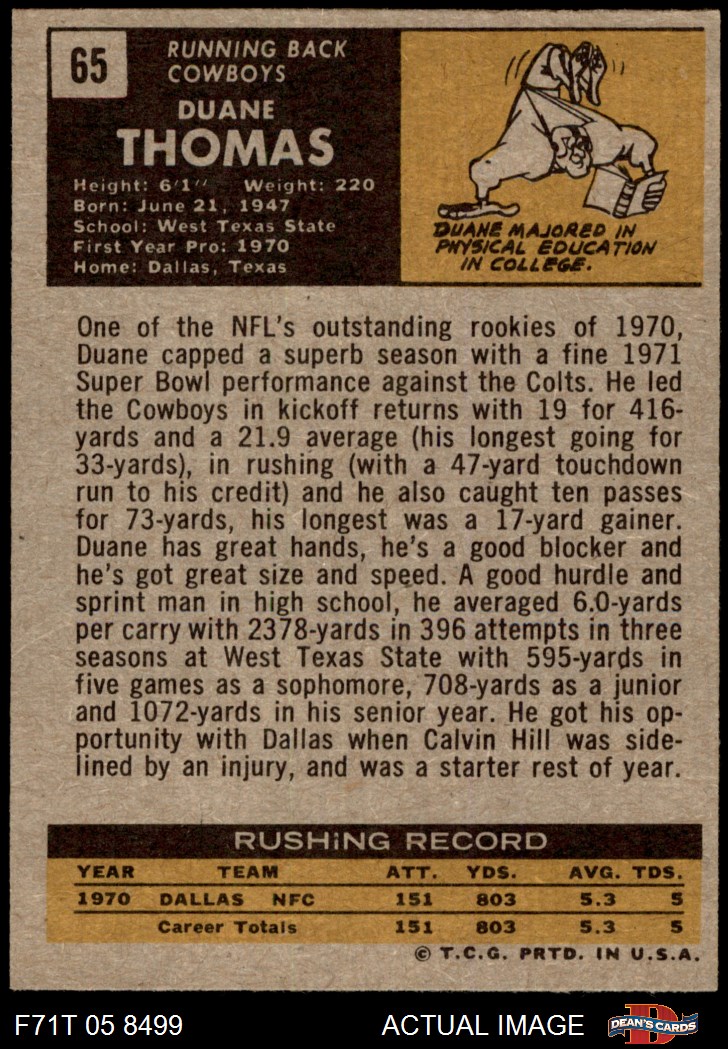 65
RUNNING BACK
COWBOYS
DUANE
THOMAS
Height: 6'1" Weight: 220
Born: June 21, 1947
School: West Texas State
First Year Pro: 1970
Home: Dallas, Texas
DUANE MAJORED IN
PHYSICAL EDUCATION
IN COLLEGE.
One of the NFL's outstanding rookies of 1970,
Duane capped a superb season with a fine 1971
Super Bowl performance against the Colts. He led
the Cowboys in kickoff returns with 19 for 416-
yards and a 21.9 average (his longest going for
33-yards), in rushing (with a 47-yard touchdown
run to his credit) and he also caught ten passes
for 73-yards, his longest was a 17-yard gainer.
Duane has great hands, he's a good blocker and
he's got great size and speed. A good hurdle and
sprint man in high school, he averaged 6.0-yards
per carry with 2378-yards in 396 attempts in three
seasons at West Texas State with 595-yards in
five games as a sophomore, 708-yards as a junior
and 1072-yards in his senior year. He got his op-
portunity with Dallas when Calvin Hill was side-
lined by an injury, and was a starter rest of year.
RUSHiNG RECORD
YEAR TEAM ATT. YDS. AVG. TDS.
1970 DALLAS NFC 151 803 5.3 5
Career Totals 151 803 5.3 5
© T.C.G. PRTD. IN U.S.A.
F71T 05 8499 ACTUAL IMAGE D DEAN'S CARDS